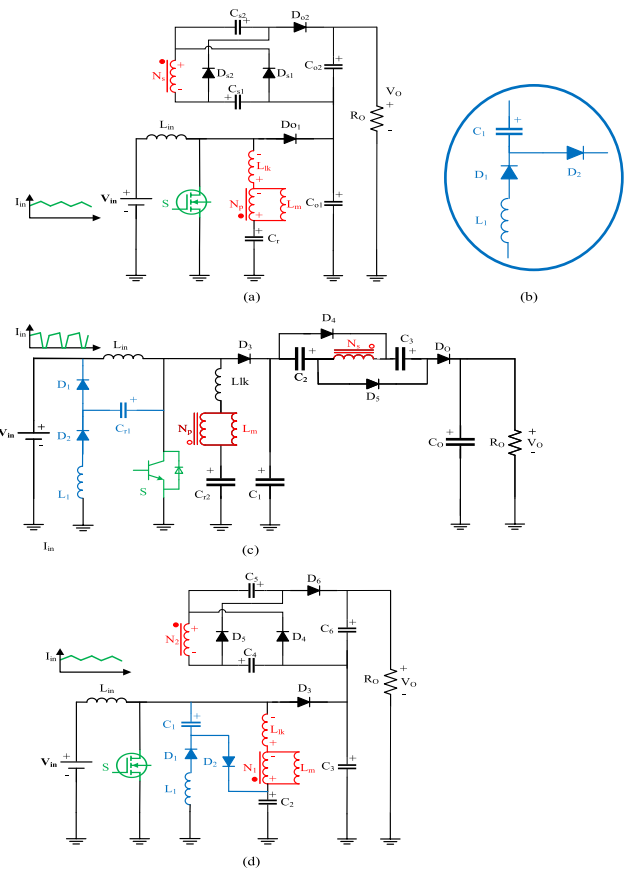 Cs2 + Do2
Ns + - Ds2 Ds1 Co2 + VO
Cs1 + RO + -
Lin Do1
Iin Vin + - S - Llk + Np - + Lm Co1 +
Cr +
(a)
C1 +
D1 D2
L1
(b)
Iin Lin D3 D4 Ns C3 + DO
D1 Llk C2 + D5
Vin + - D2 Cr1 + Np Lm
L1 S Cr2 + C1 + CO + RO + VO -
Iin
(c)
C5 + D6
N2 + - D5 D4 C6 +
C4 + RO + VO -
Iin
Lin D3
C1 + - Llk +
Vin + - S D1 D2 N1 - + Lm C3 +
L1 C2 +
(d)